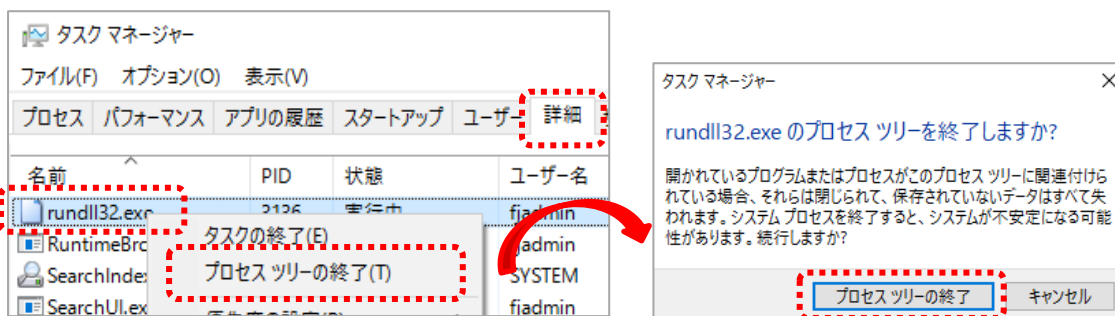 タスク マネージャー
ファイル(F) オプション(O) 表示(V)
プロセス パフォーマンス アプリの履歴 スタートアップ ユーザー 詳細
名前 PID 状態 ユーザー名
rundll32.exe 3136 実行中 fjadmin
RuntimeBro fjadmin
SearchIndex SYSTEM
SearchUI.ex fjadmin
タスクの終了(E)
プロセス ツリーの終了(T)
タスク マネージャー
rundll32.exe のプロセス ツリーを終了しますか?
開かれているプログラムまたはプロセスがこのプロセス ツリーに関連付けら
れている場合、それらは閉じられて、保存されていないデータはすべて失
われます。システム プロセスを終了すると、システムが不安定になる可能
性があります。続行しますか?
プロセス ツリーの終了 キャンセル